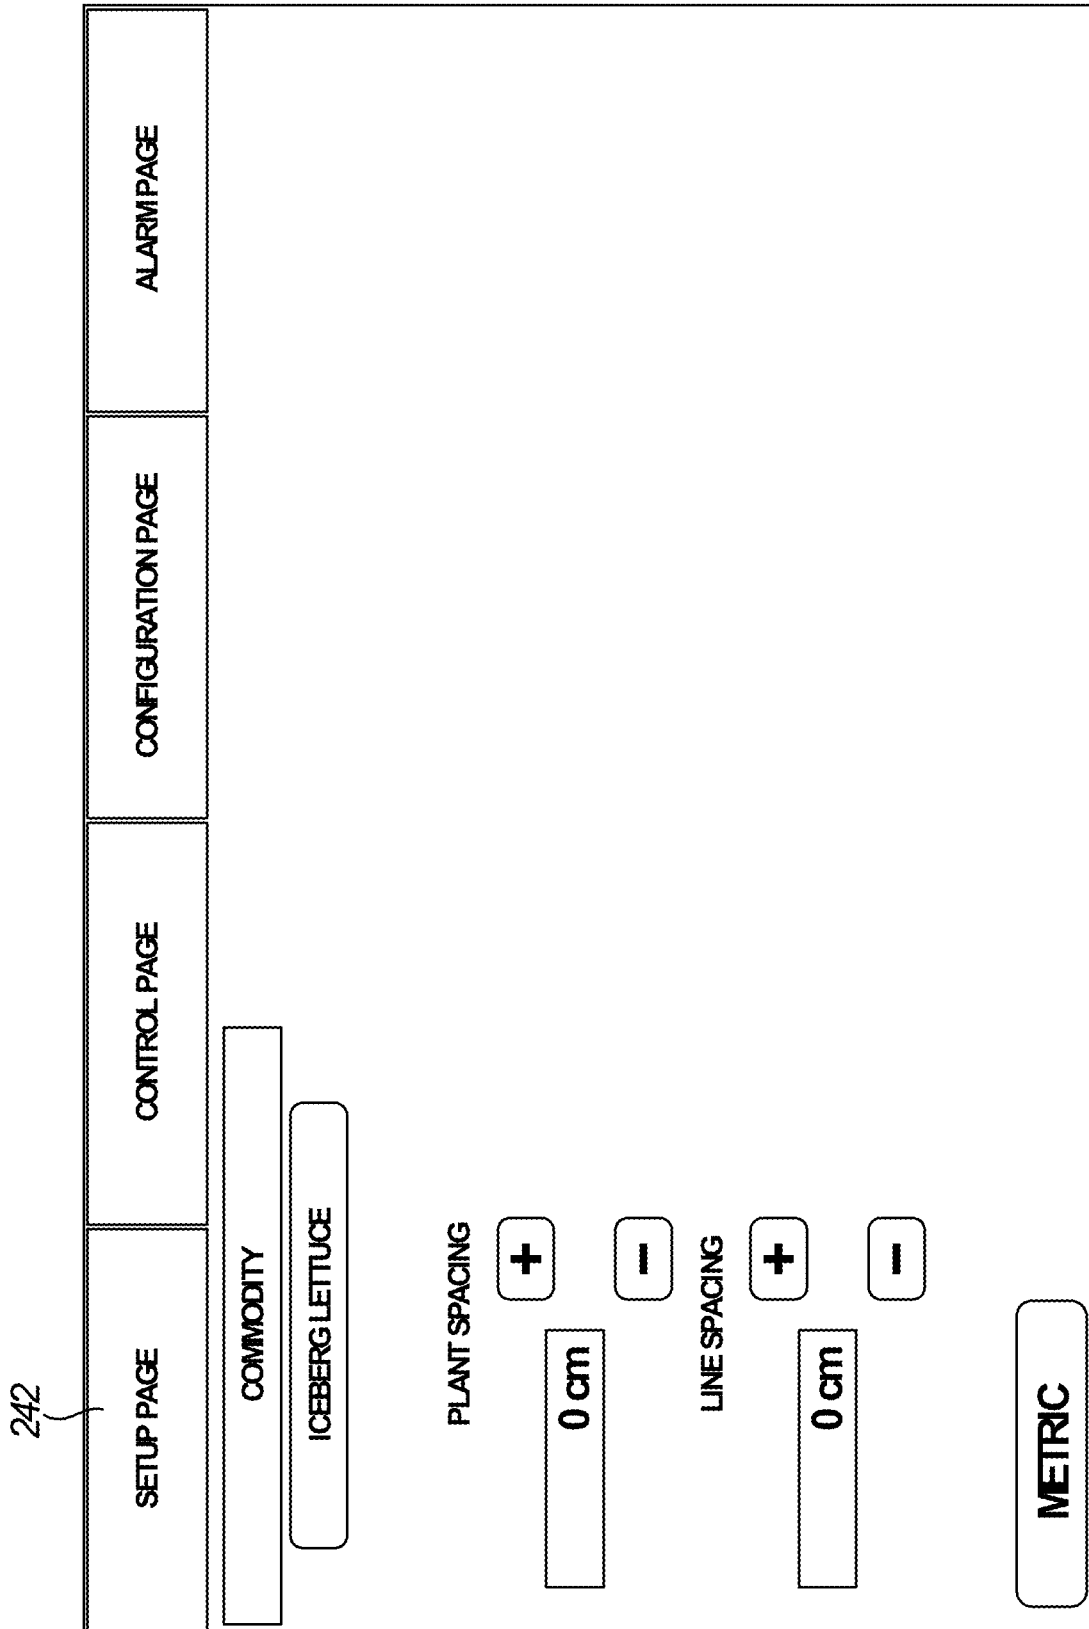 242
SETUP PAGE
CONTROL PAGE
CONFIGURATION PAGE
ALARM PAGE
COMMODITY
ICEBERG LETTUCE
PLANT SPACING
0 cm
+
-
LINE SPACING
0 cm
+
-
METRIC